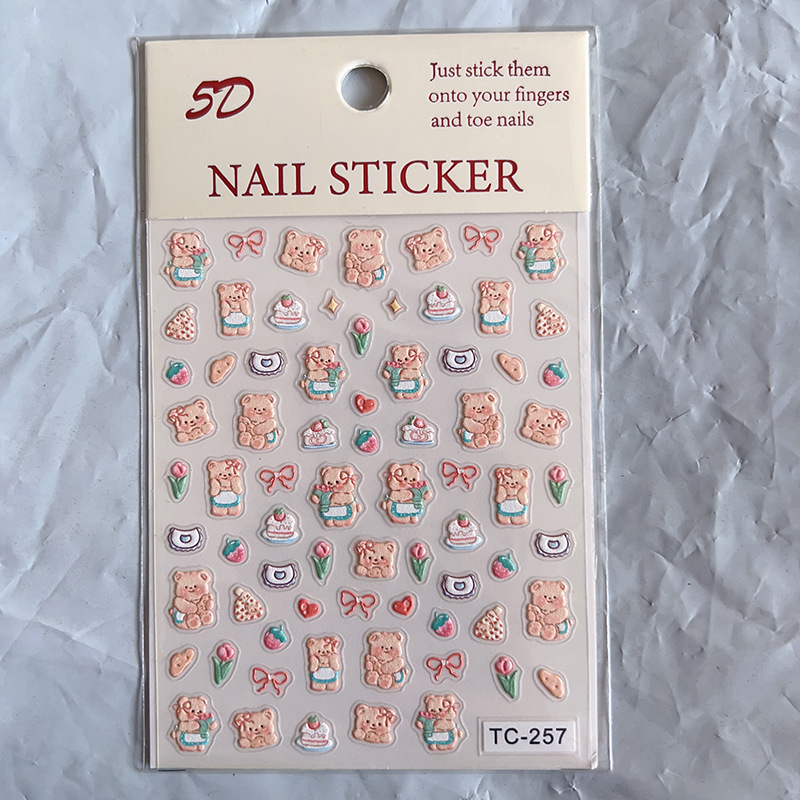 5D
Just stick them
onto your fingers
and toe nails
NAIL STICKER
TC-257